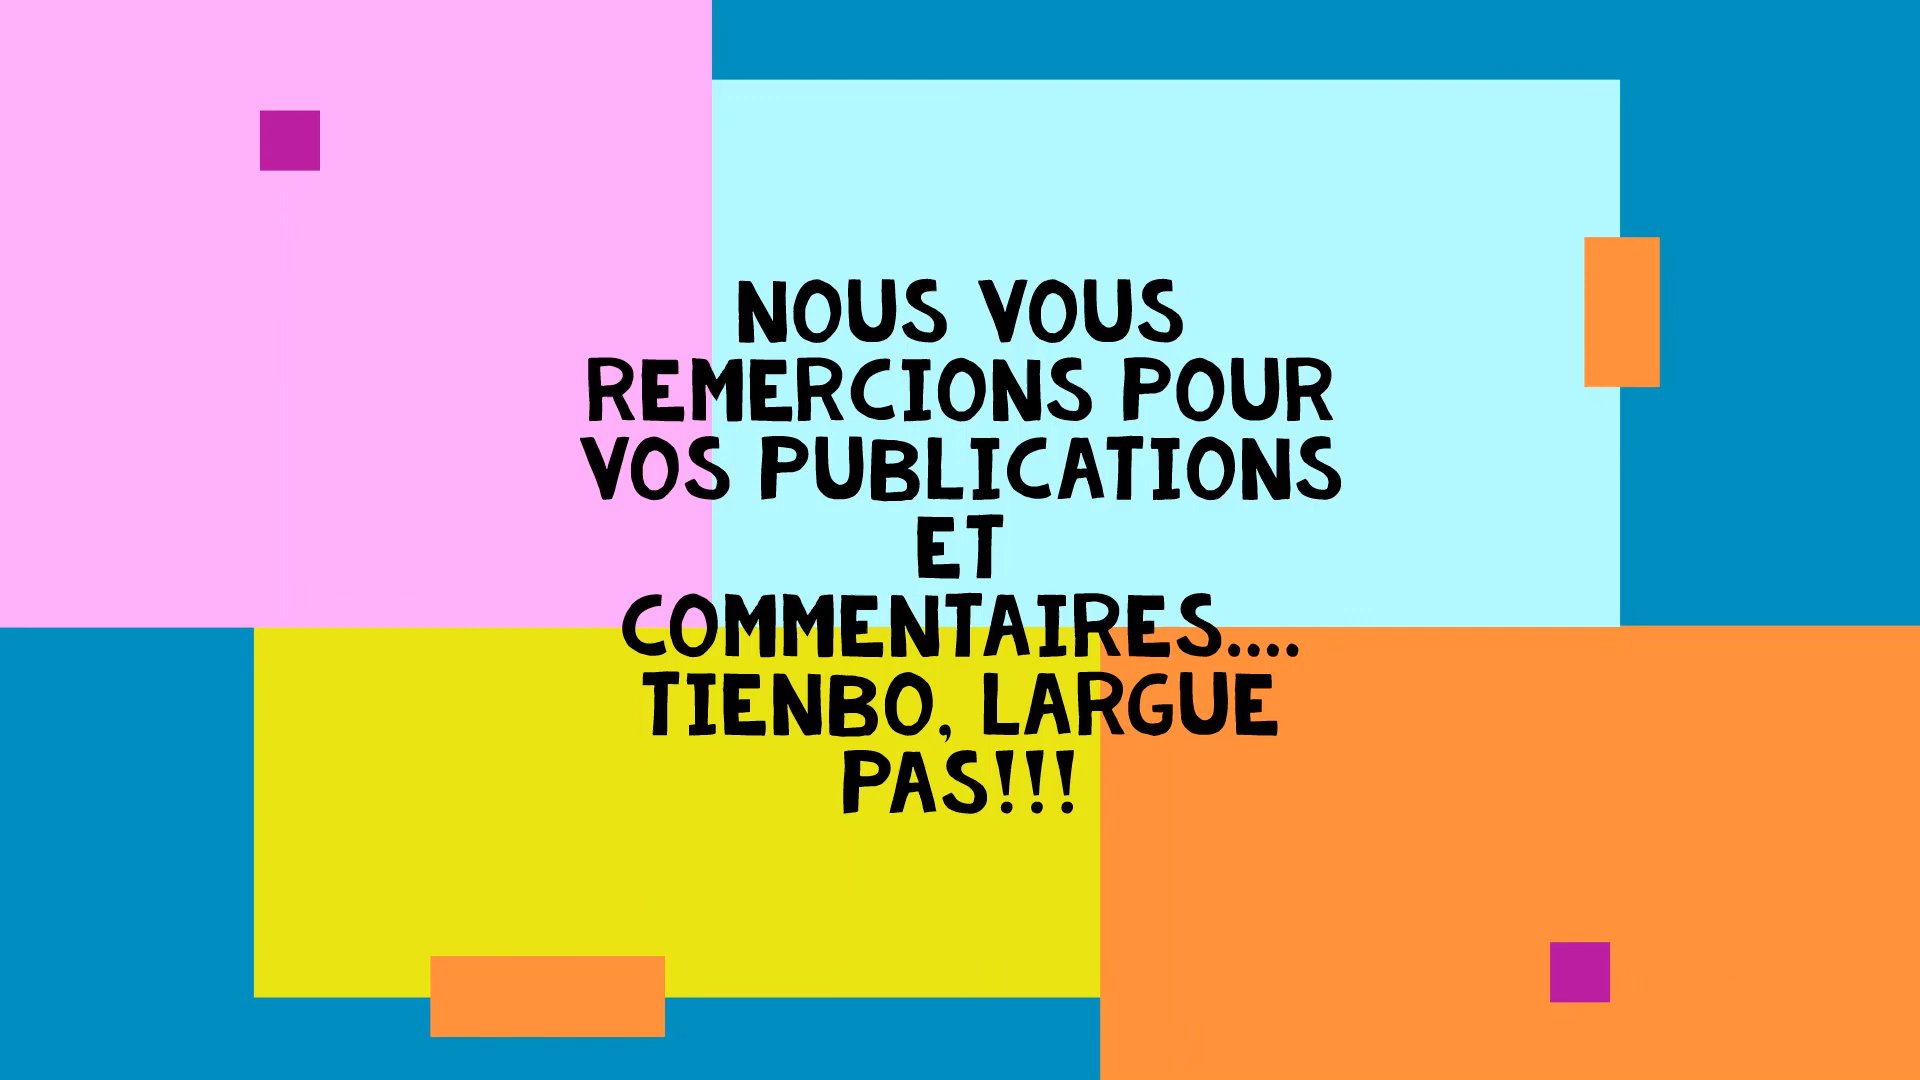 NOUS VOUS
REMERCIONS POUR
VOS PUBLICATIONS
ET
COMMENTAIRES....
TIENBO, LARGUE
PAS!!!